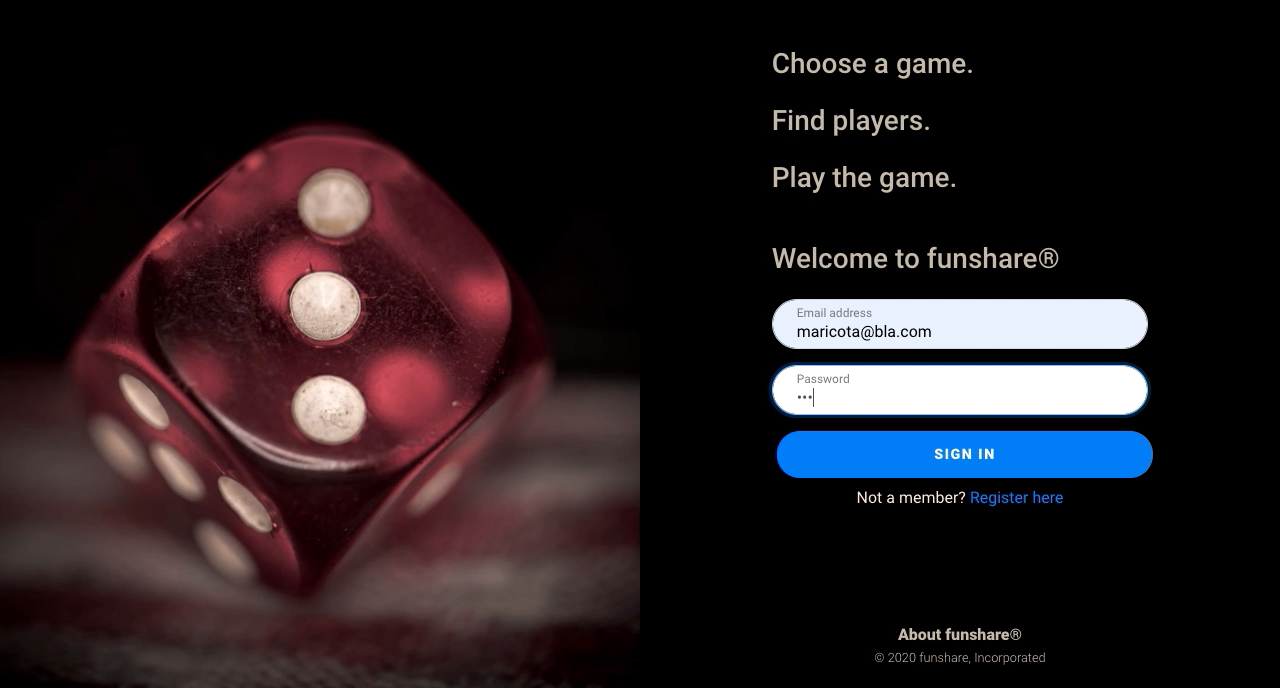 Choose a game.
Find players.
Play the game.
Welcome to funshare®
Email address
maricota@bla.com
Password
•••
SIGN IN
Not a member? Register here
About funshare®
© 2020 funshare, Incorporated